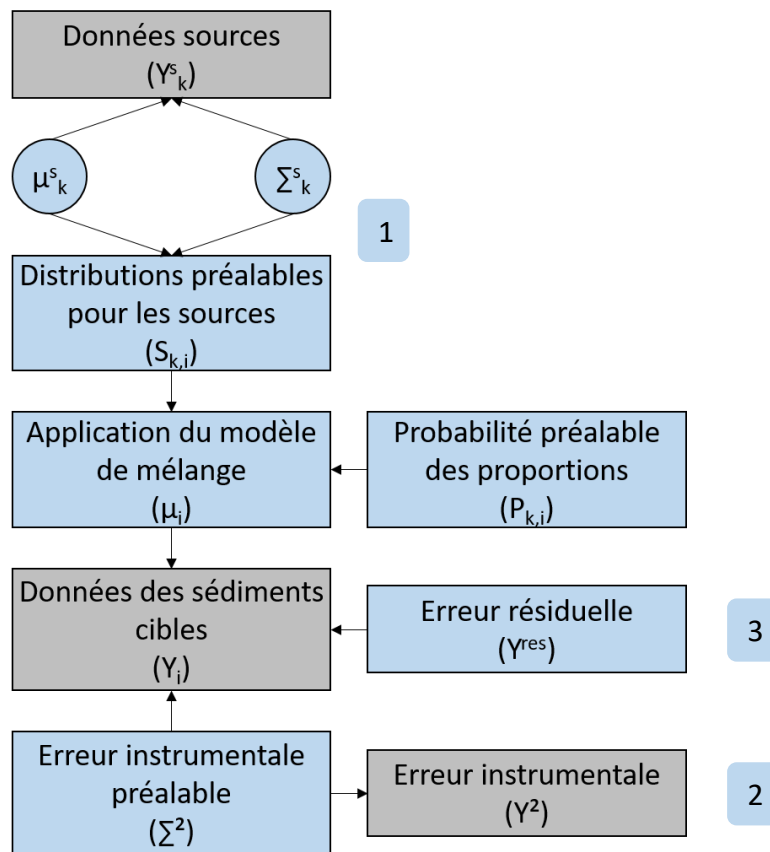 Données sources
(Yˢₖ)
μˢₖ
∑ˢₖ
1
Distributions préalables
pour les sources
(Sₖ,ᵢ)
Application du modèle
de mélange
(μᵢ)
Probabilité préalable
des proportions
(Pₖ,ᵢ)
Données des sédiments
cibles
(Yᵢ)
Erreur résiduelle
(Yʳᵉˢ)
3
Erreur instrumentale
préalable
(∑²)
Erreur instrumentale
(Y²)
2